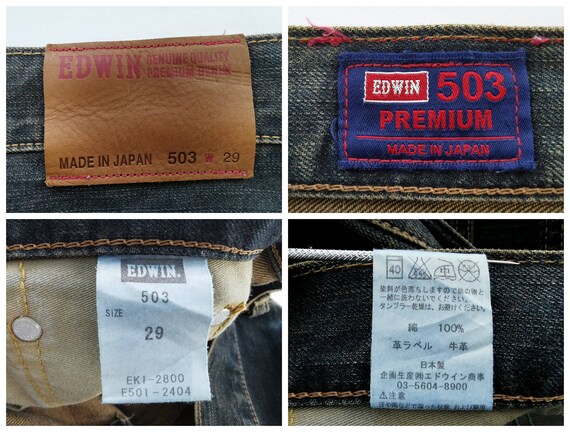 EDWIN GENUINE QUALITY
PREMIUM DENIM
MADE IN JAPAN 503 W 29
EDWIN 503
PREMIUM
MADE IN JAPAN
EDWIN.
503
SIZE
29
EKI-2800
E501-2404
40
染料が色落ちしますので他の物と
一緒に洗わないでください。
タンブラー乾燥は、お避け下さい。
綿 100%
革ラベル 牛革
日本製
企画生産㈱エドウイン商事
03-5604-8900
⚠注意